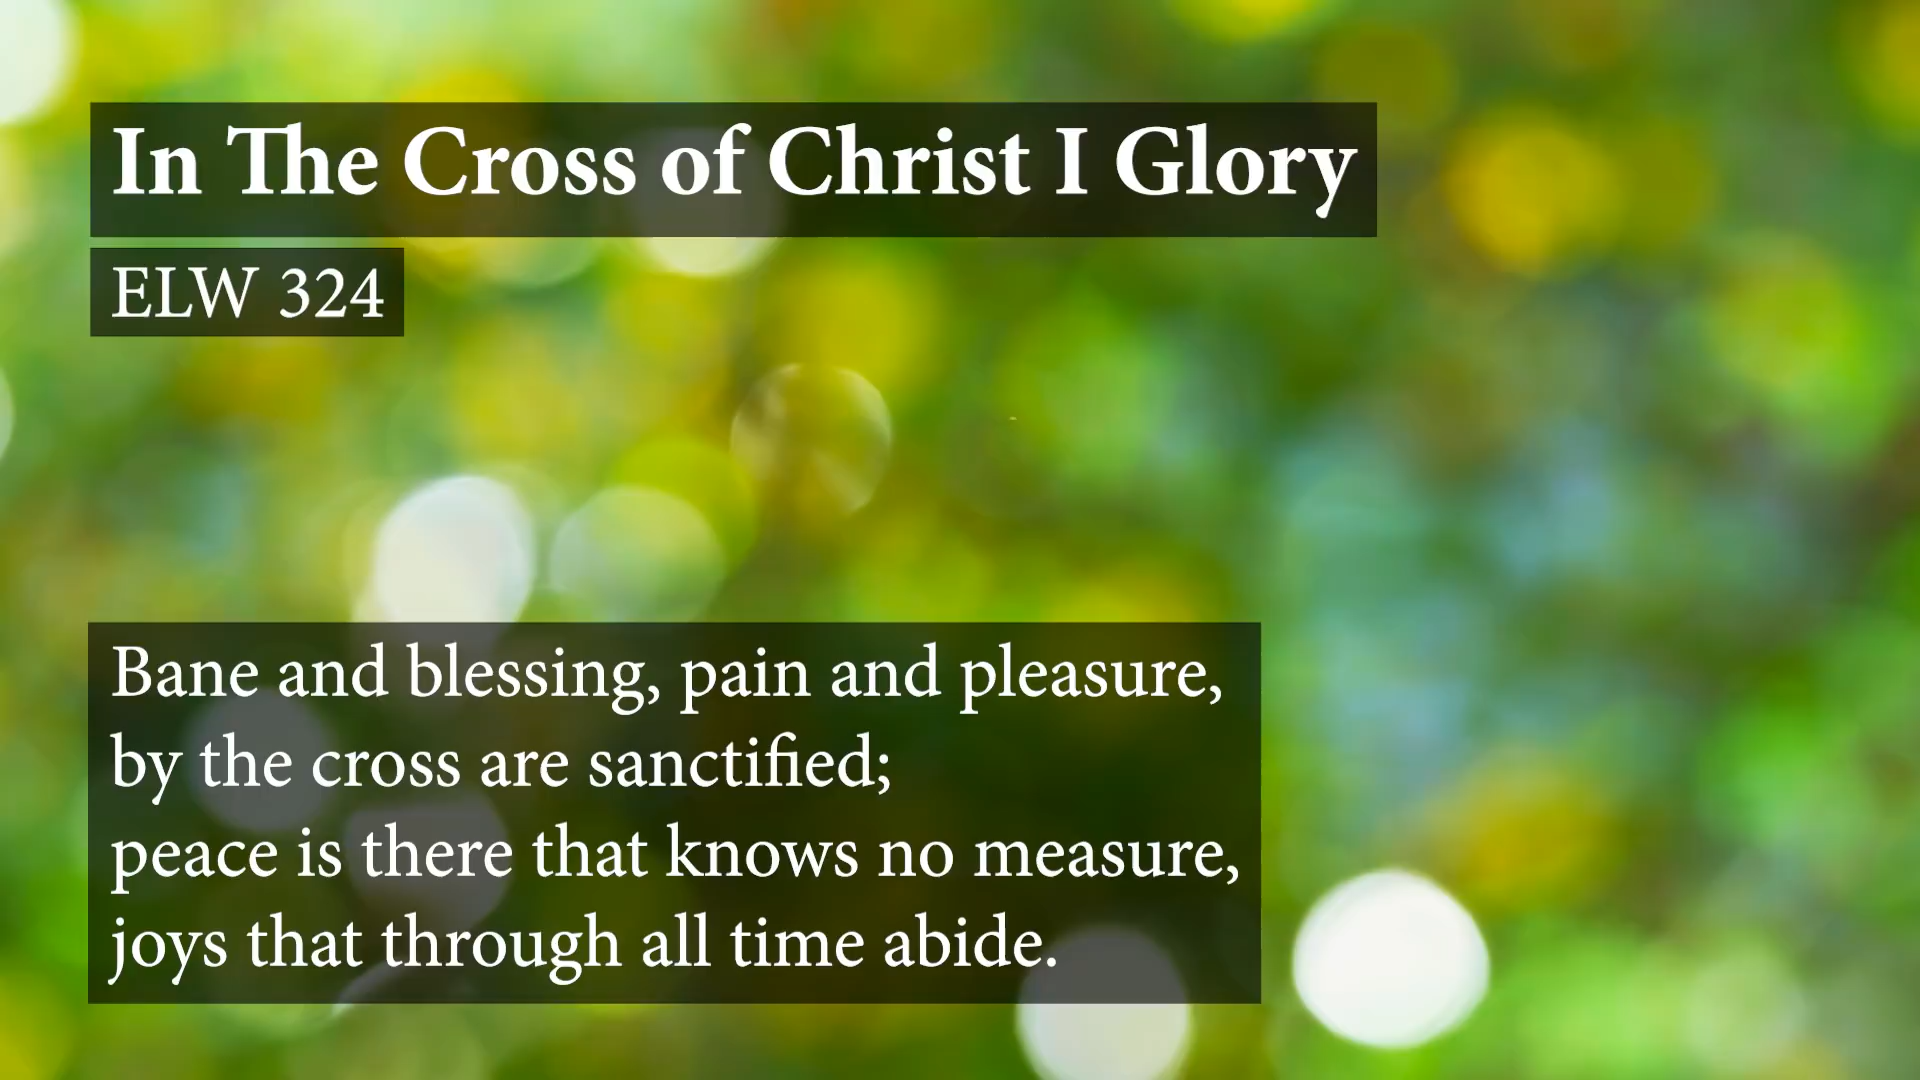 In The Cross of Christ I Glory
ELW 324
Bane and blessing, pain and pleasure,
by the cross are sanctified;
peace is there that knows no measure,
joys that through all time abide.